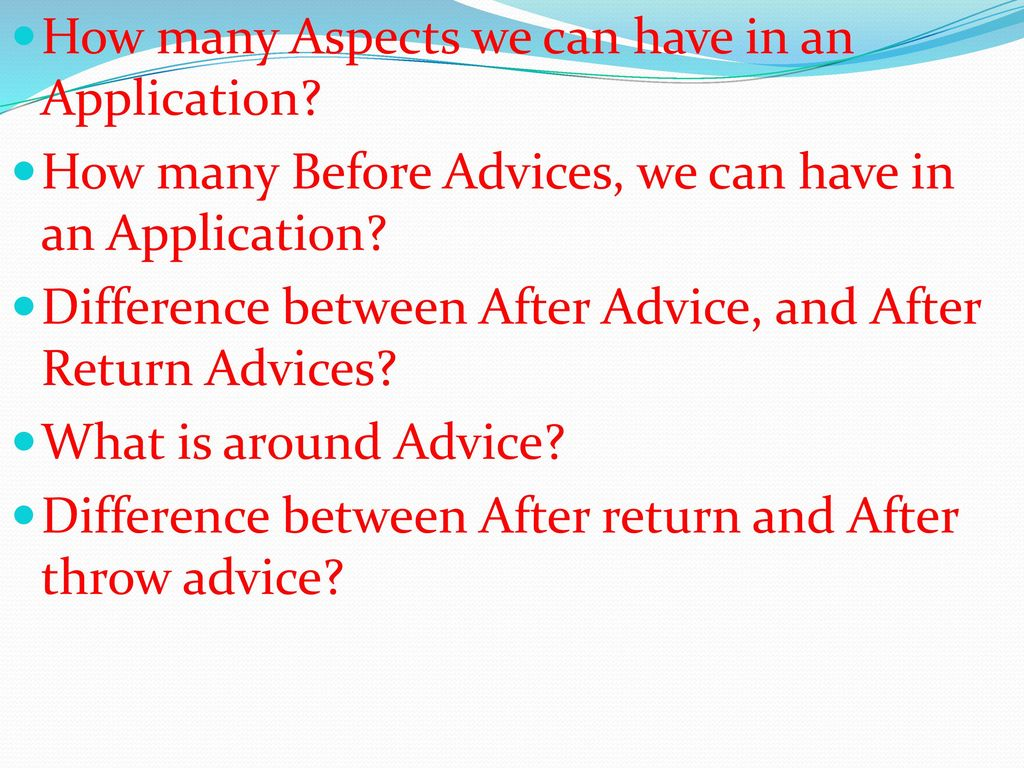 How many Aspects we can have in an
Application?
How many Before Advices, we can have in
an Application?
Difference between After Advice, and After
Return Advices?
What is around Advice?
Difference between After return and After
throw advice?